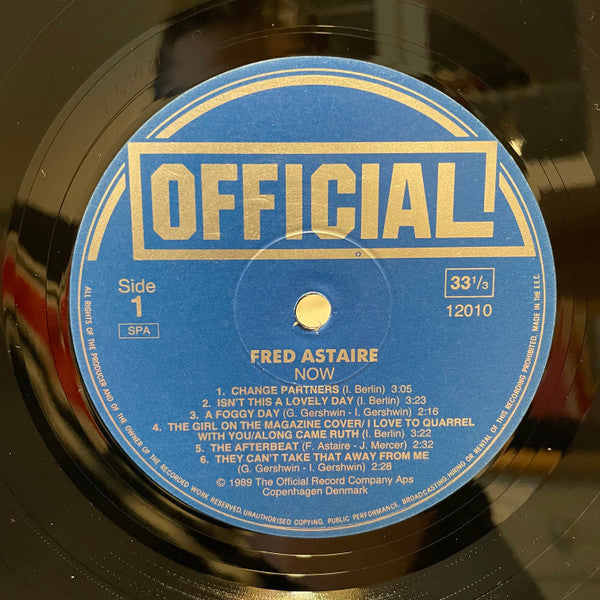 OFFICIAL
Side
1
SPA
33 1/3
12010
FRED ASTAIRE
NOW
1. CHANGE PARTNERS (I. Berlin) 3:05
2. ISN'T THIS A LOVELY DAY (I. Berlin) 3:23
3. A FOGGY DAY (G. Gershwin - I. Gershwin) 2:16
4. THE GIRL ON THE MAGAZINE COVER/ I LOVE TO QUARREL
WITH YOU/ALONG CAME RUTH (I. Berlin) 3:22
5. THE AFTERBEAT (F. Astaire - J. Mercer) 2:32
6. THEY CAN'T TAKE THAT AWAY FROM ME
(G. Gershwin - I. Gershwin) 2:28
© 1989 The Official Record Company Aps
Copenhagen Denmark
ALL RIGHTS OF THE PRODUCER AND OF THE OWNER OF THE RECORDED WORK RESERVED. UNAUTHORISED COPYING, PUBLIC PERFORMANCE, BROADCASTING/HIRING OR RENTAL OF THIS RECORDING PROHIBITED. MADE IN THE E.E.C.